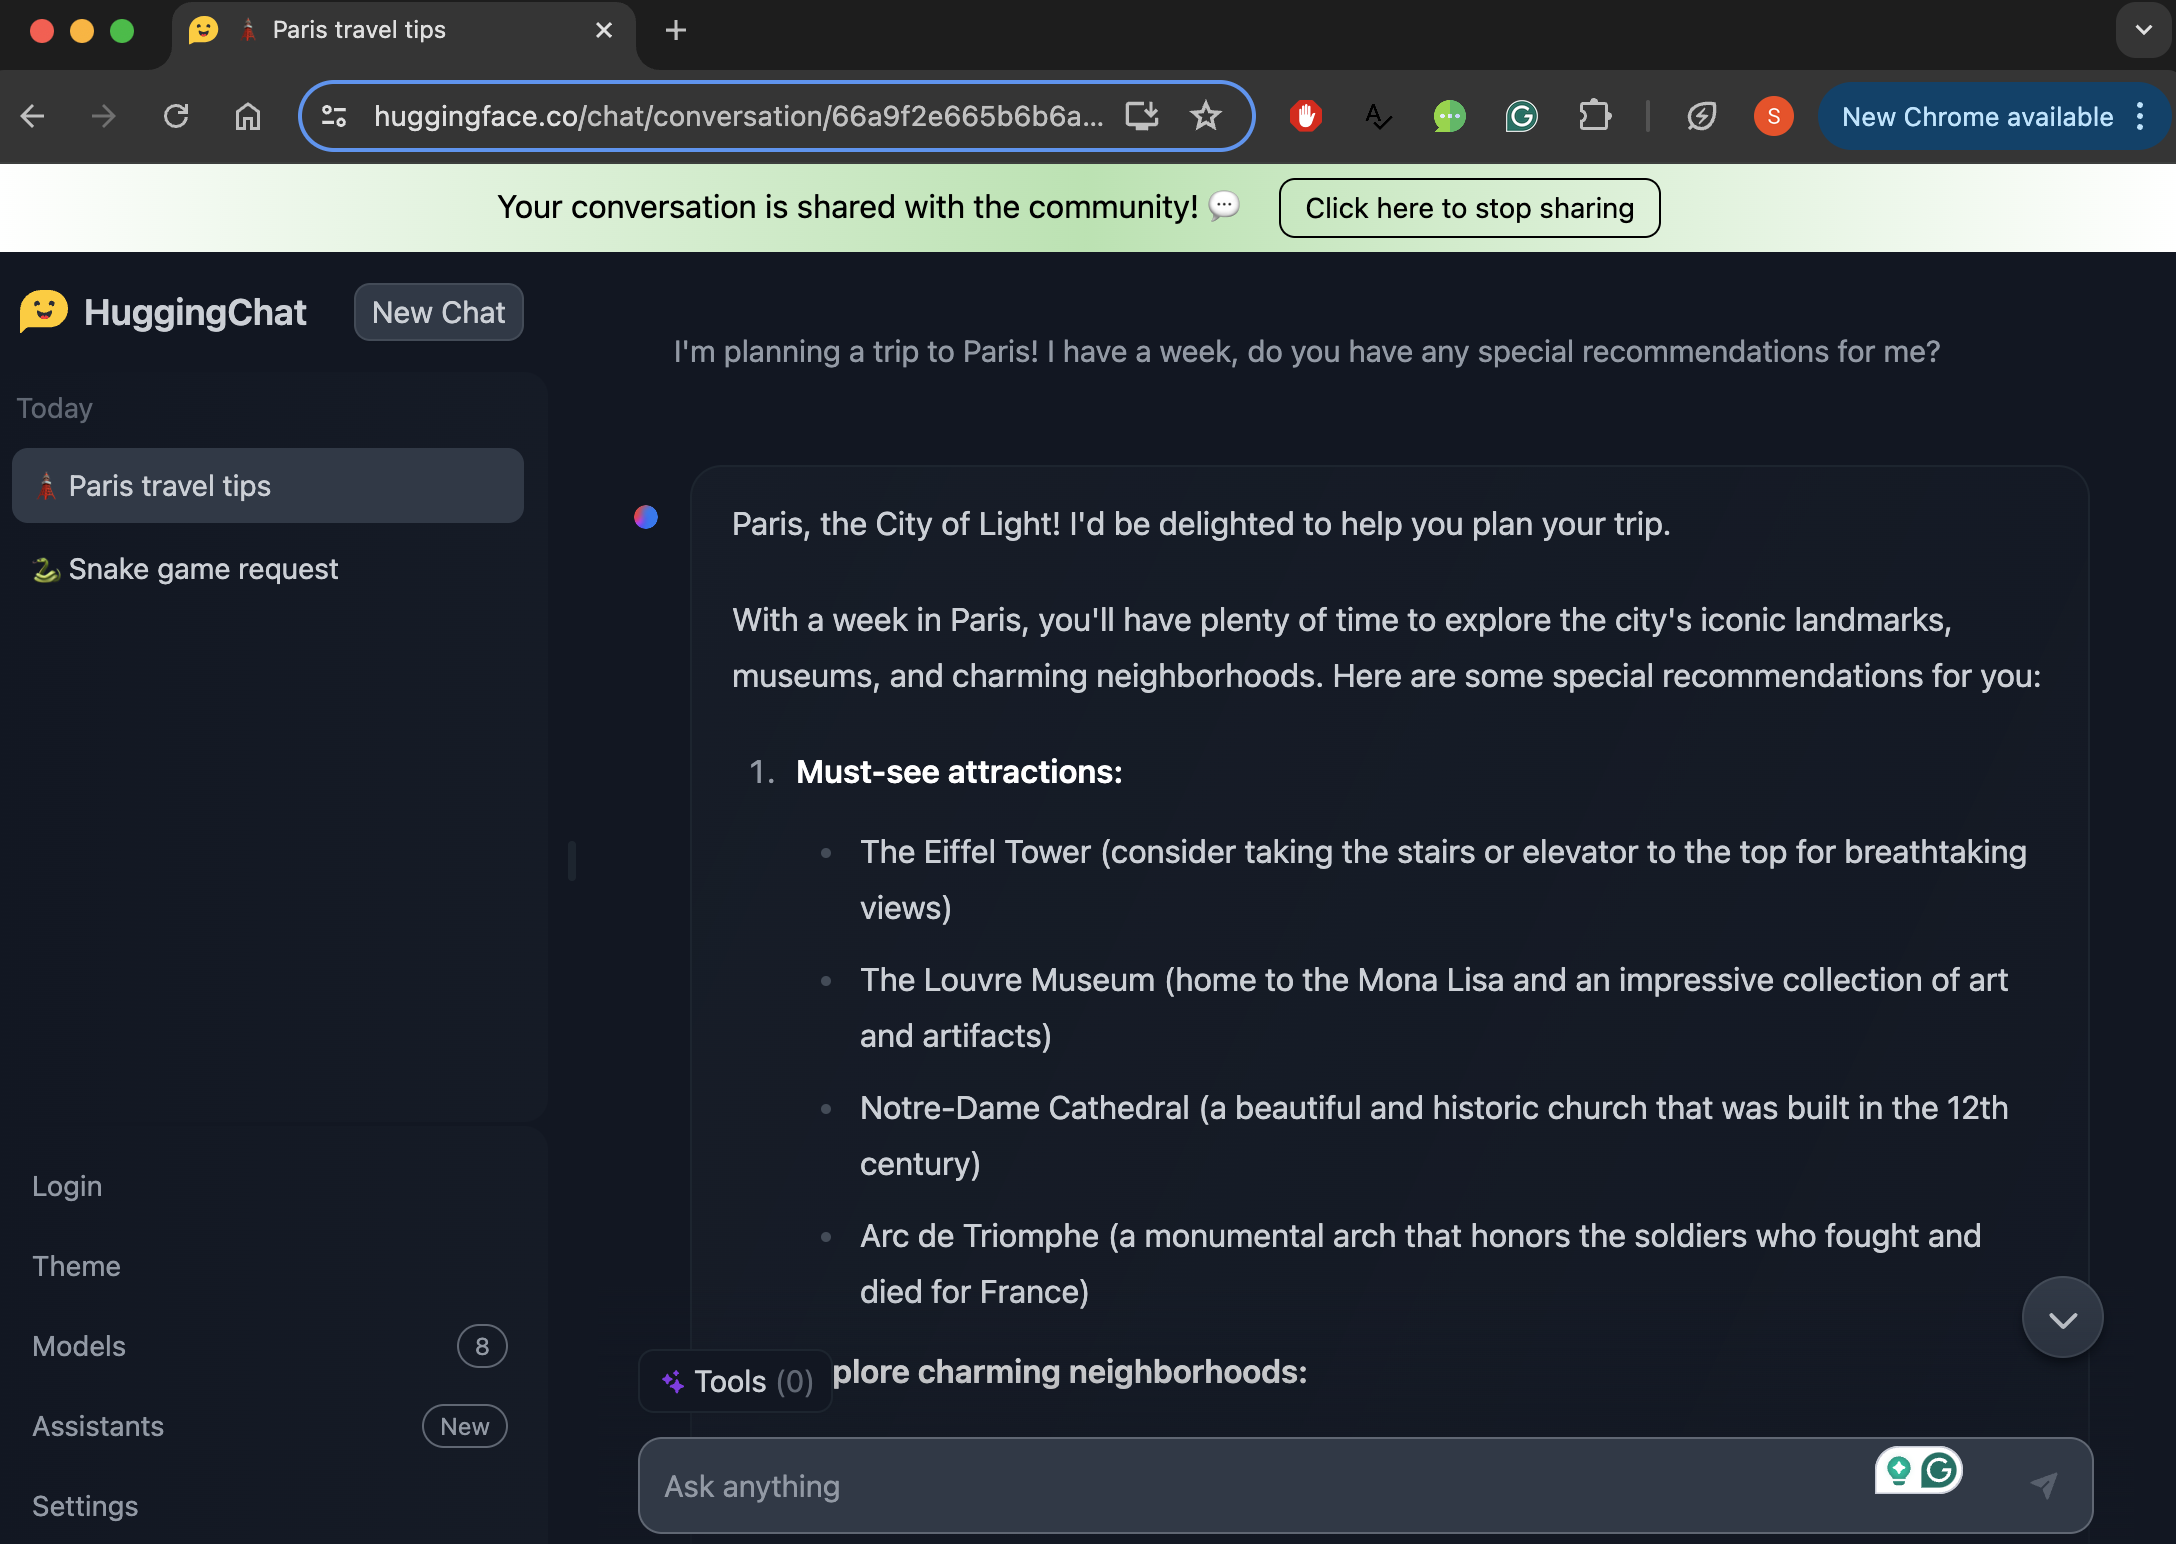 Paris travel tips
huggingface.co/chat/conversation/66a9f2e665b6b6a...
S
New Chrome available
Your conversation is shared with the community!
Click here to stop sharing
HuggingChat
New Chat
Today
Paris travel tips
Snake game request
Login
Theme
Models
8
Assistants
New
Settings
I'm planning a trip to Paris! I have a week, do you have any special recommendations for me?
Paris, the City of Light! I'd be delighted to help you plan your trip.
With a week in Paris, you'll have plenty of time to explore the city's iconic landmarks,
museums, and charming neighborhoods. Here are some special recommendations for you:
1. Must-see attractions:
• The Eiffel Tower (consider taking the stairs or elevator to the top for breathtaking
views)
• The Louvre Museum (home to the Mona Lisa and an impressive collection of art
and artifacts)
• Notre-Dame Cathedral (a beautiful and historic church that was built in the 12th
century)
• Arc de Triomphe (a monumental arch that honors the soldiers who fought and
died for France)
plore charming neighborhoods:
Tools (0)
Ask anything